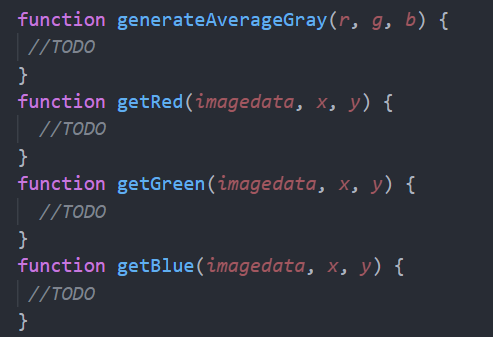 function generateAverageGray(r, g, b) {
//TODO
}
function getRed(imagedata, x, y) {
//TODO
}
function getGreen(imagedata, x, y) {
//TODO
}
function getBlue(imagedata, x, y) {
//TODO
}